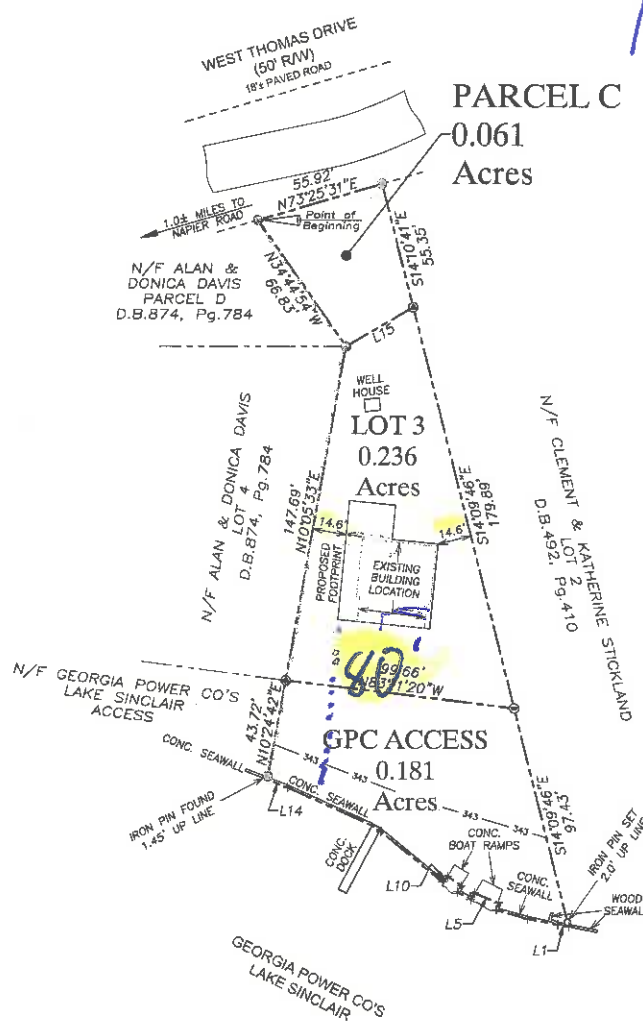 WEST THOMAS DRIVE
(50' R/W)
18'± PAVED ROAD
PARCEL C
0.061
Acres
55.92'
N73°25'31"E
Point of
Beginning
1.0± MILES TO
NAPIER ROAD
N/F ALAN &
DONICA DAVIS
PARCEL D
D.B.874, Pg.784
N34°44'54"W
66.83'
S14°10'41"E
55.35'
L15
WELL
HOUSE
LOT 3
0.236
Acres
N/F ALAN & DONICA DAVIS
LOT 4
D.B.874, Pg.784
147.69'
N10°05'33"E
S14°09'46"E
179.89'
N/F CLEMENT & KATHERINE STICKLAND
LOT 2
D.B.492, Pg.410
14.6'
14.6'
PROPOSED
FOOTPRINT
EXISTING
BUILDING
LOCATION
80'
99.66'
N/F GEORGIA POWER CO'S
LAKE SINCLAIR
ACCESS
43.72'
N10°24'42"E
GPC ACCESS
0.181
Acres
343
343
343
S14°09'46"E
97.43'
CONC. SEAWALL
CONC. SEAWALL
IRON PIN FOUND
1.45' UP LINE
L14
CONC.
DOCK
CONC.
BOAT RAMPS
CONC.
SEAWALL
IRON PIN SET
2.0' UP LINE
WOOD
SEAWALL
L10
L5
L1
GEORGIA POWER CO'S
LAKE SINCLAIR